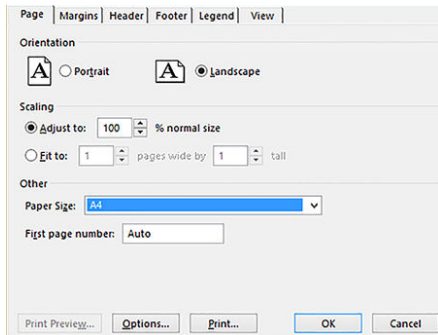 Page Margins Header Footer Legend View
Orientation
A Portrait A Landscape
Scaling
Adjust to: 100 % normal size
Fit to: 1 pages wide by 1 tall
Other
Paper Size: A4
First page number: Auto
Print Preview... Options... Print... OK Cancel